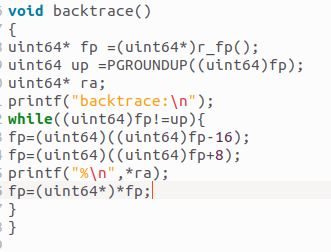 void backtrace()
{
uint64* fp =(uint64*)r_fp();
uint64 up =PGROUNDUP((uint64)fp);
uint64* ra;
printf("backtrace:\n");
while((uint64)fp!=up){
fp=(uint64)((uint64)fp-16);
fp=(uint64)((uint64)fp+8);
printf("%\n",*ra);
fp=(uint64*)*fp;
}
}